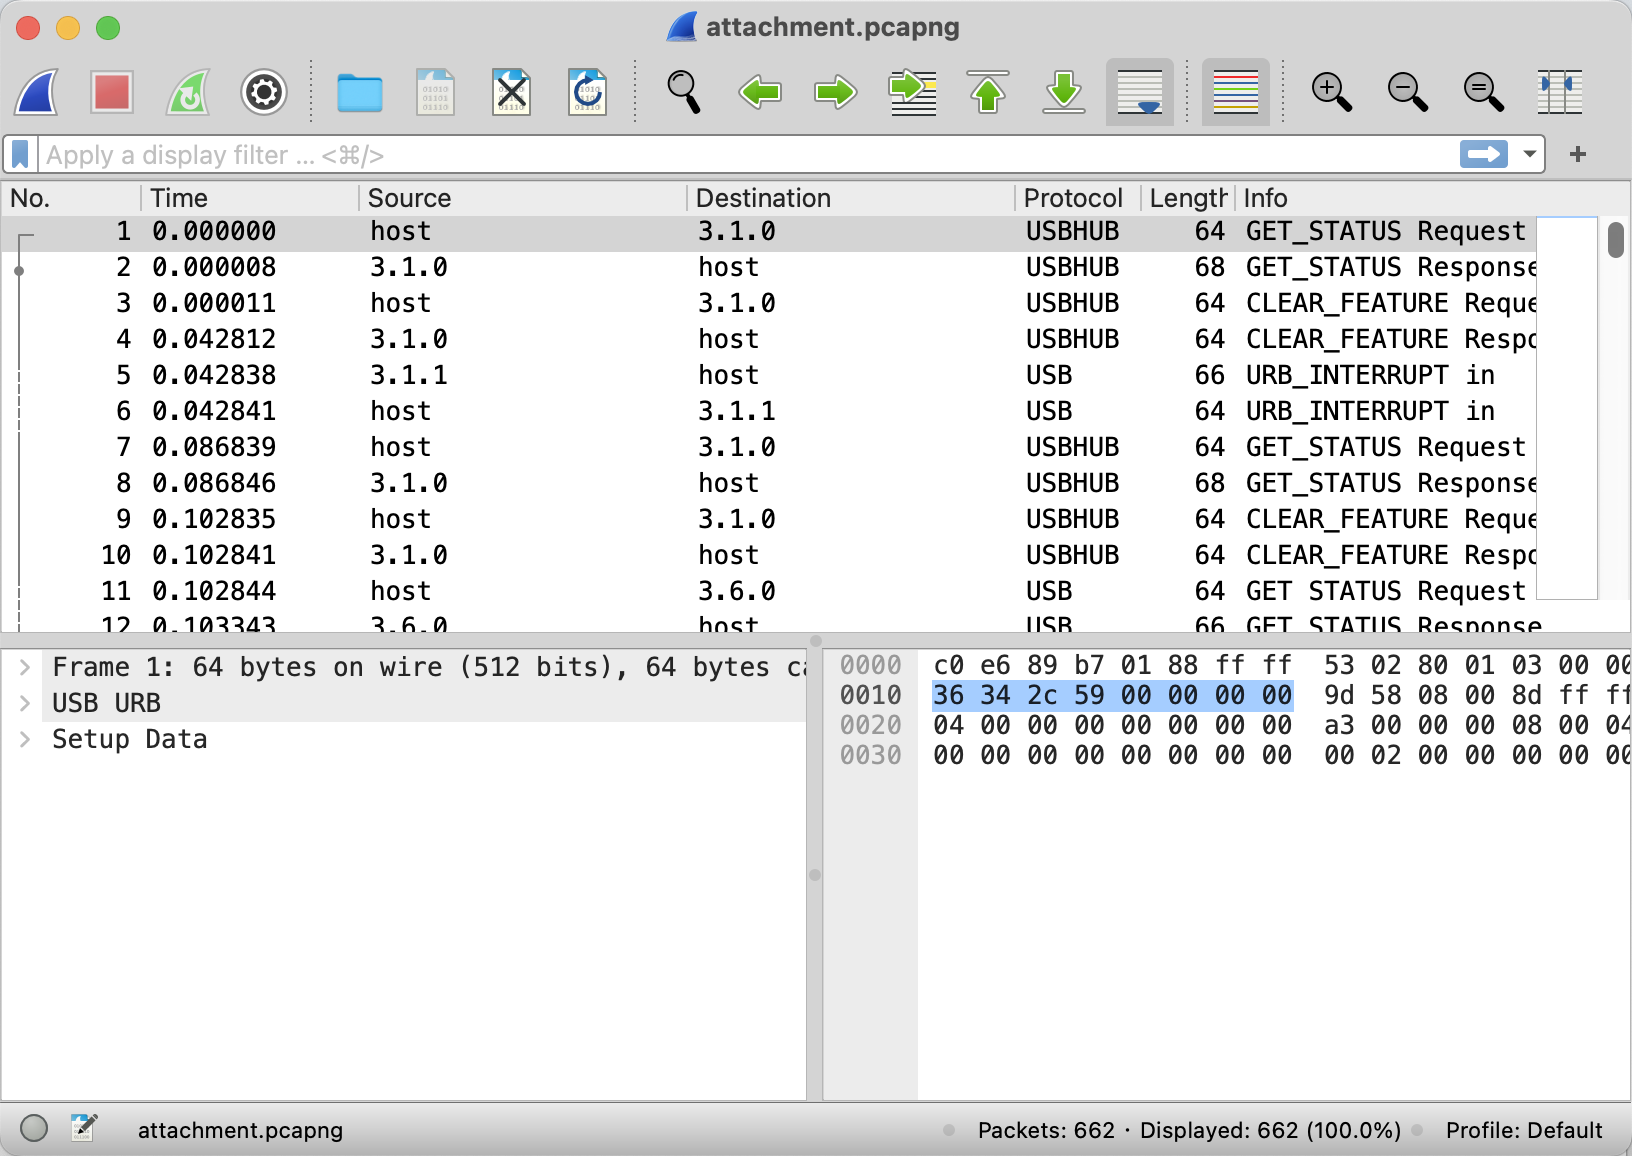 attachment.pcapng
Apply a display filter ... <⌘/>
No. Time Source Destination Protocol Length Info
1 0.000000 host 3.1.0 USBHUB 64 GET_STATUS Request
2 0.000008 3.1.0 host USBHUB 68 GET_STATUS Response
3 0.000011 host 3.1.0 USBHUB 64 CLEAR_FEATURE Reque
4 0.042812 3.1.0 host USBHUB 64 CLEAR_FEATURE Respo
5 0.042838 3.1.1 host USB 66 URB_INTERRUPT in
6 0.042841 host 3.1.1 USB 64 URB_INTERRUPT in
7 0.086839 host 3.1.0 USBHUB 64 GET_STATUS Request
8 0.086846 3.1.0 host USBHUB 68 GET_STATUS Response
9 0.102835 host 3.1.0 USBHUB 64 CLEAR_FEATURE Reque
10 0.102841 3.1.0 host USBHUB 64 CLEAR_FEATURE Respo
11 0.102844 host 3.6.0 USB 64 GET STATUS Request
12 0.103343 3.6.0 host USB 66 GET STATUS Response
Frame 1: 64 bytes on wire (512 bits), 64 bytes ca
USB URB
Setup Data
0000 c0 e6 89 b7 01 88 ff ff 53 02 80 01 03 00 00
0010 36 34 2c 59 00 00 00 00 9d 58 08 00 8d ff ff
0020 04 00 00 00 00 00 00 00 a3 00 00 00 08 00 04
0030 00 00 00 00 00 00 00 00 00 02 00 00 00 00 00
attachment.pcapng
Packets: 662 · Displayed: 662 (100.0%)
Profile: Default